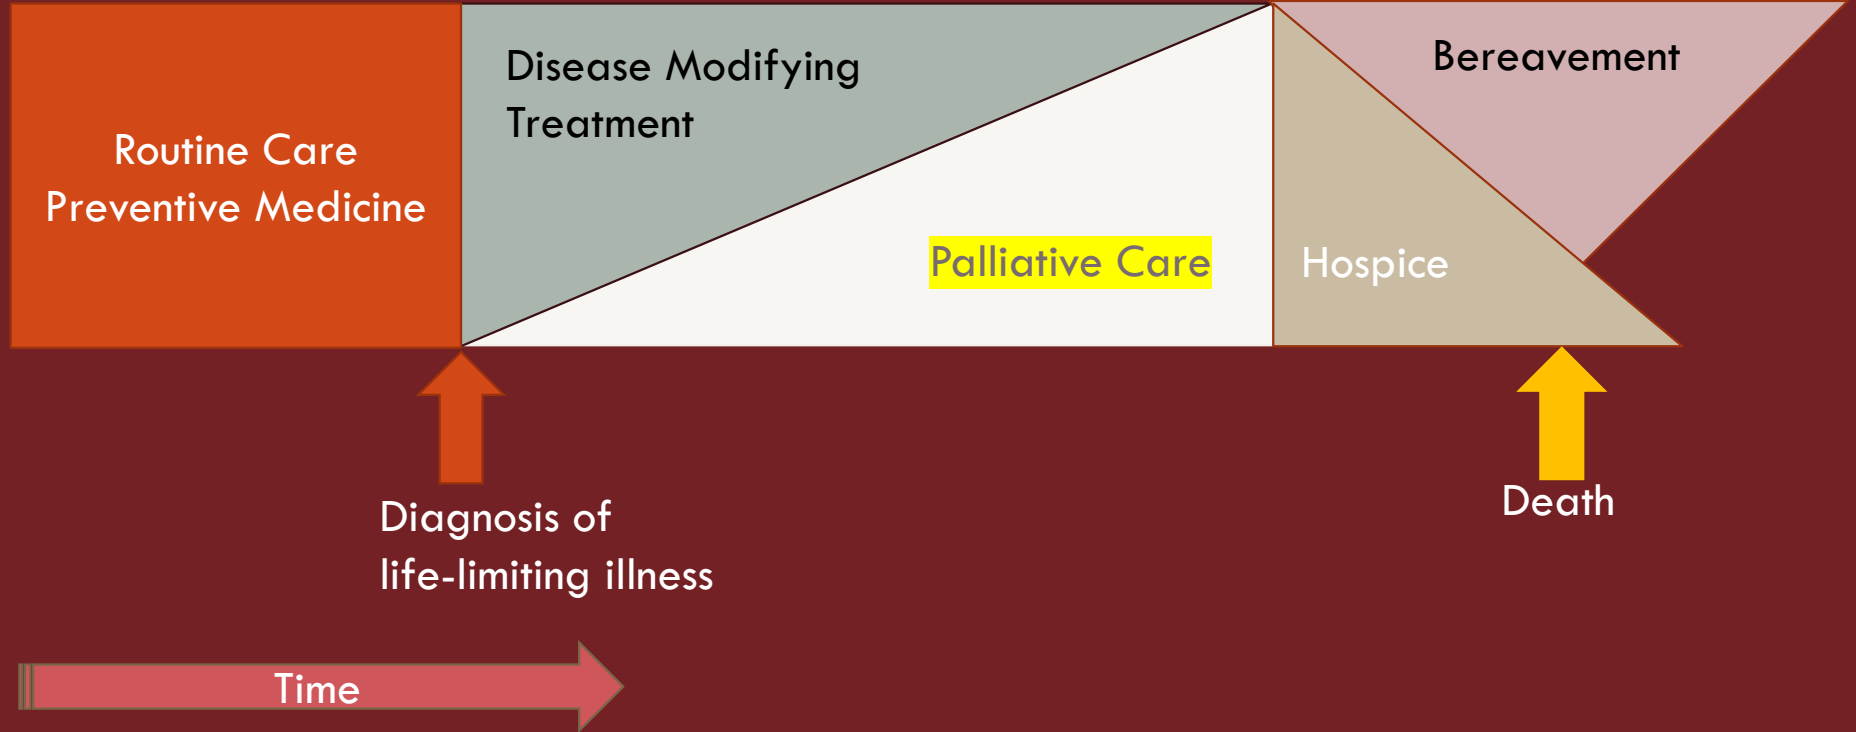 Routine Care
Preventive Medicine
Disease Modifying
Treatment
Palliative Care
Hospice
Bereavement
Diagnosis of
life-limiting illness
Death
Time